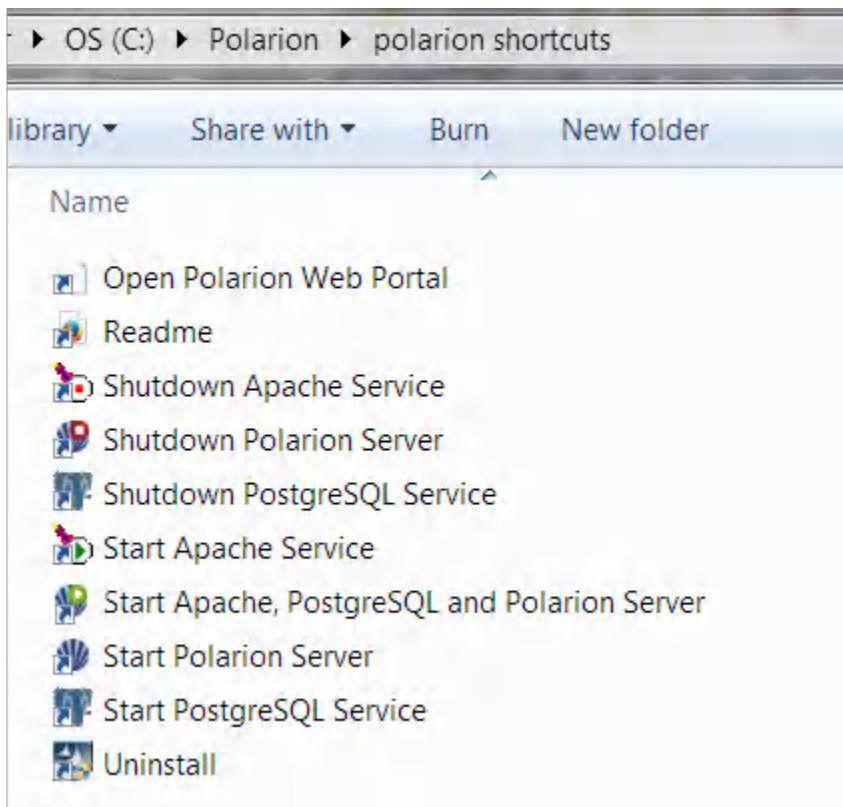 OS (C:) Polarion polarion shortcuts
library Share with Burn New folder
Name
Open Polarion Web Portal
Readme
Shutdown Apache Service
Shutdown Polarion Server
Shutdown PostgreSQL Service
Start Apache Service
Start Apache, PostgreSQL and Polarion Server
Start Polarion Server
Start PostgreSQL Service
Uninstall